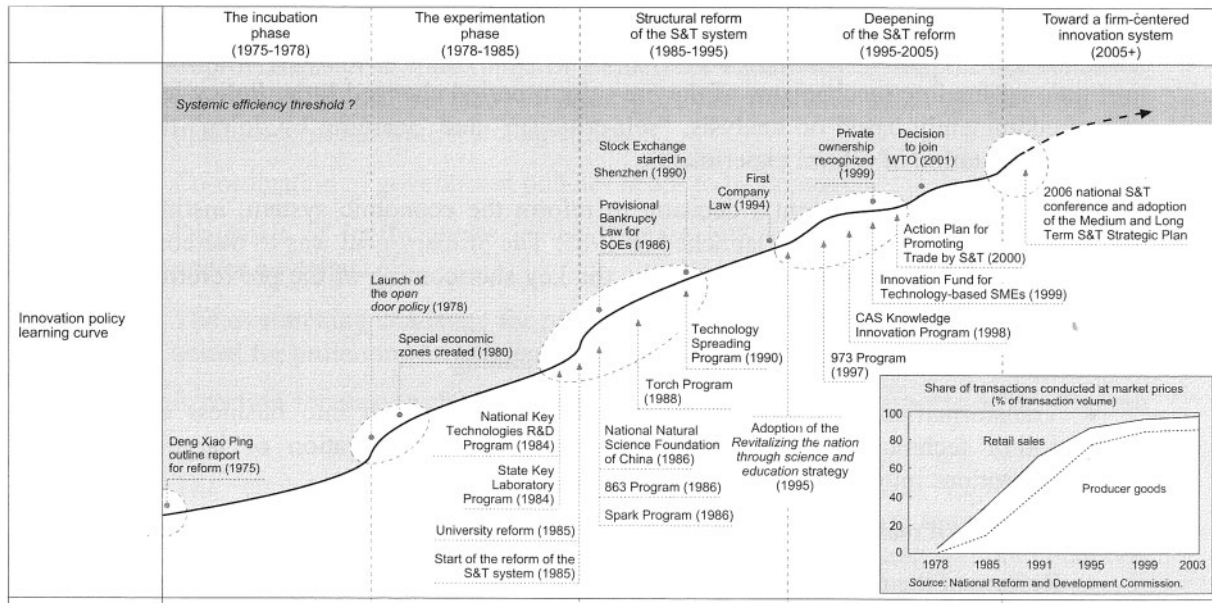 The incubation
phase
(1975-1978)
The experimentation
phase
(1978-1985)
Structural reform
of the S&T system
(1985-1995)
Deepening
of the S&T reform
(1995-2005)
Toward a firm-centered
innovation system
(2005+)
Innovation policy
learning curve
Systemic efficiency threshold ?
Deng Xiao Ping
outline report
for reform (1975)
Launch of
the open
door policy (1978)
Special economic
zones created (1980)
National Key
Technologies R&D
Program (1984)
State Key
Laboratory
Program (1984)
University reform (1985)
Start of the reform of the
S&T system (1985)
Stock Exchange
started in
Shenzhen (1990)
Provisional
Bankrupcy
Law for
SOEs (1986)
First
Company
Law (1994)
Technology
Spreading
Program (1990)
Torch Program
(1988)
National Natural
Science Foundation
of China (1986)
863 Program (1986)
Spark Program (1986)
Private
ownership
recognized
(1999)
Decision
to join
WTO (2001)
Action Plan for
Promoting
Trade by S&T (2000)
Innovation Fund for
Technology-based SMEs (1999)
CAS Knowledge
Innovation Program (1998)
973 Program
(1997)
Adoption of the
Revitalizing the nation
through science and
education strategy
(1995)
2006 national S&T
conference and adoption
of the Medium and Long
Term S&T Strategic Plan
Share of transactions conducted at market prices
(% of transaction volume)
100
80
60
40
20
0
Retail sales
Producer goods
1978 1985 1991 1995 1999 2003
Source: National Reform and Development Commission.